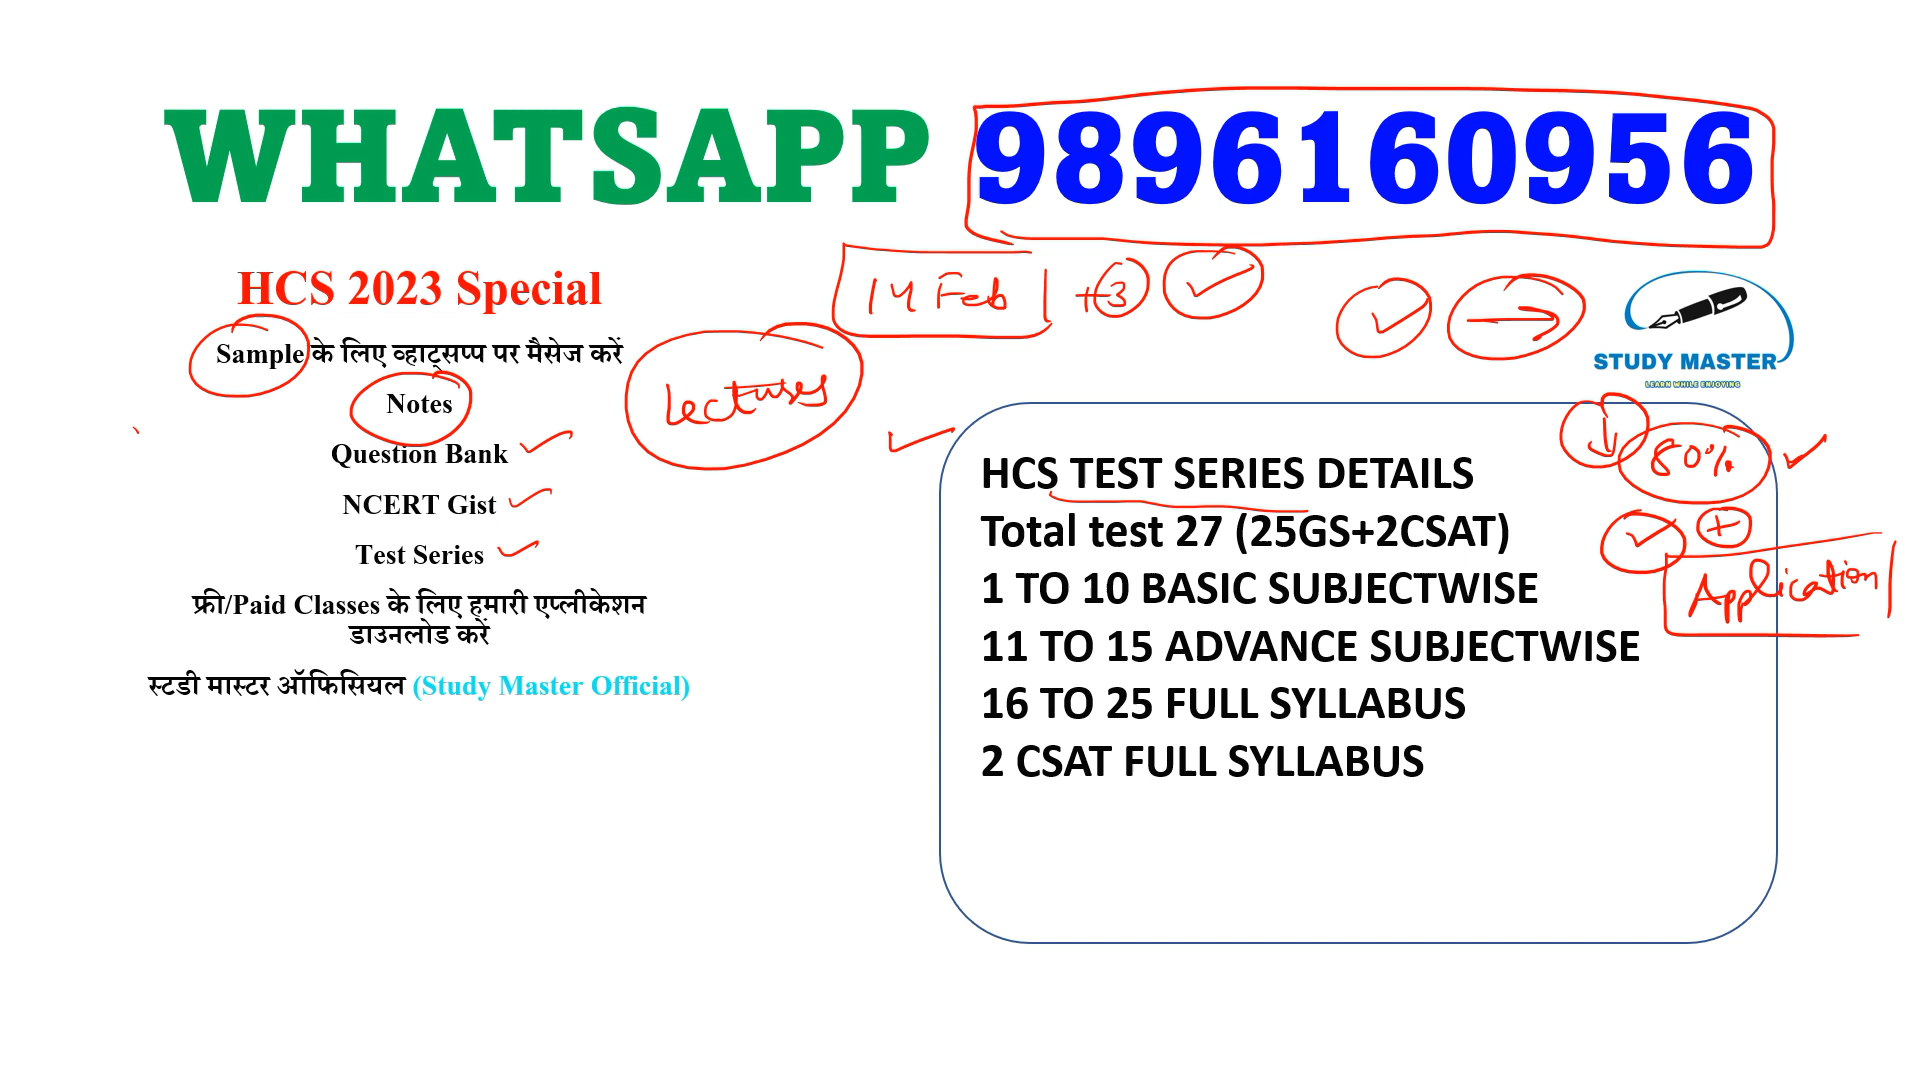 WHATSAPP 9896160956
HCS 2023 Special
14 Feb +3
Sample के लिए व्हाट्सप्प पर मैसेज करें
Lectures
STUDY MASTER
LEARN WHILE ENJOYING
Notes
Question Bank
NCERT Gist
Test Series
फ्री/Paid Classes के लिए हमारी एप्लीकेशन
डाउनलोड करें
स्टडी मास्टर ऑफिसियल (Study Master Official)
HCS TEST SERIES DETAILS
80%
Total test 27 (25GS+2CSAT)
+
Application
1 TO 10 BASIC SUBJECTWISE
11 TO 15 ADVANCE SUBJECTWISE
16 TO 25 FULL SYLLABUS
2 CSAT FULL SYLLABUS